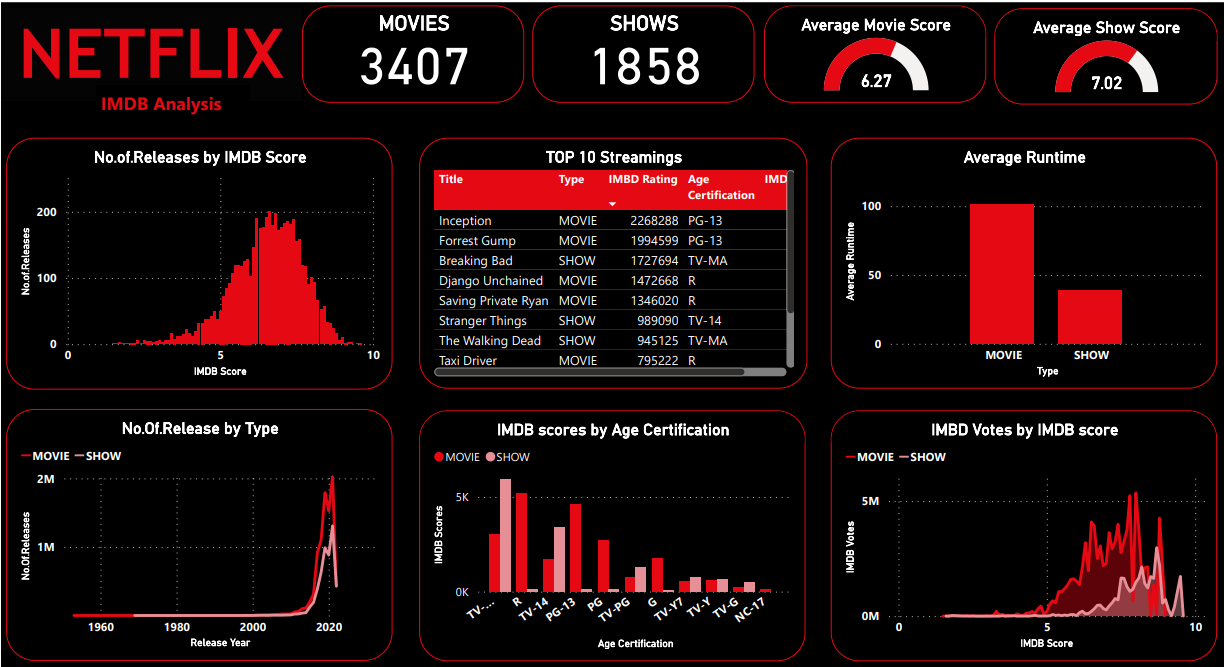 NETFLIX
IMDB Analysis
MOVIES
3407
SHOWS
1858
Average Movie Score
6.27
Average Show Score
7.02
No.of.Releases by IMDB Score
No.of.Releases
200
100
0
0 5 10
IMDB Score
TOP 10 Streamings
Title Type IMBD Rating Age Certification IMD
Inception MOVIE 2268288 PG-13
Forrest Gump MOVIE 1994599 PG-13
Breaking Bad SHOW 1727694 TV-MA
Django Unchained MOVIE 1472668 R
Saving Private Ryan MOVIE 1346020 R
Stranger Things SHOW 989090 TV-14
The Walking Dead SHOW 945125 TV-MA
Taxi Driver MOVIE 795222 R
Average Runtime
Average Runtime
100
50
0
MOVIE SHOW
Type
No.Of.Release by Type
MOVIE SHOW
No.Of.Releases
2M
1M
1960 1980 2000 2020
Release Year
IMDB scores by Age Certification
MOVIE SHOW
IMDB Scores
5K
0K
TV-... R TV-14 PG-13 PG TV-PG G TV-Y7 TV-Y TV-G NC-17
Age Certification
IMBD Votes by IMDB score
MOVIE SHOW
IMDB Votes
5M
0M
0 5 10
IMDB Score